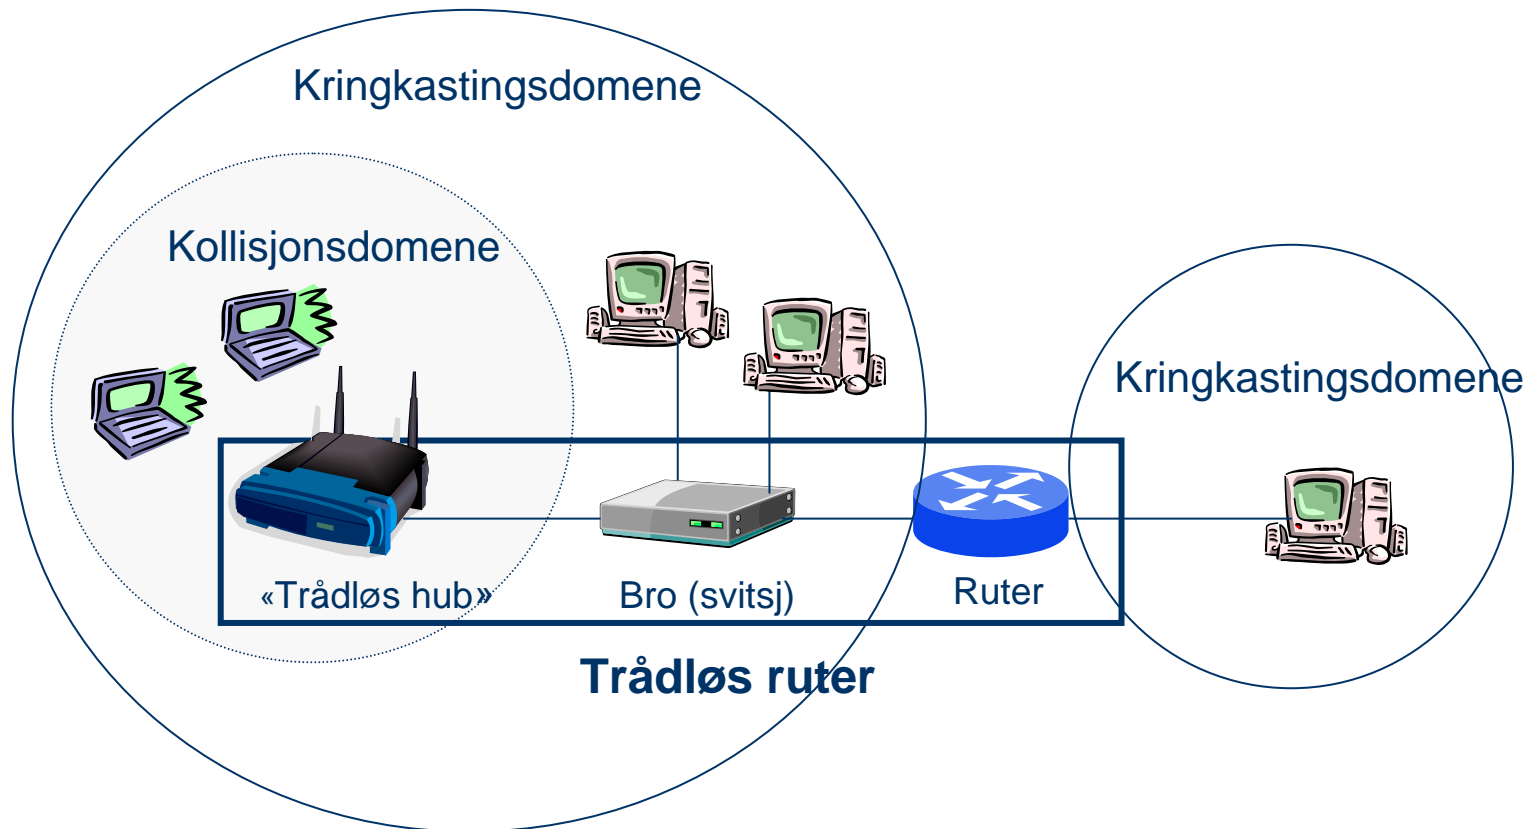 Kringkastingsdomene
Kollisjonsdomene
Kringkastingsdomene
«Trådløs hub»
Bro (svitsj)
Ruter
Trådløs ruter